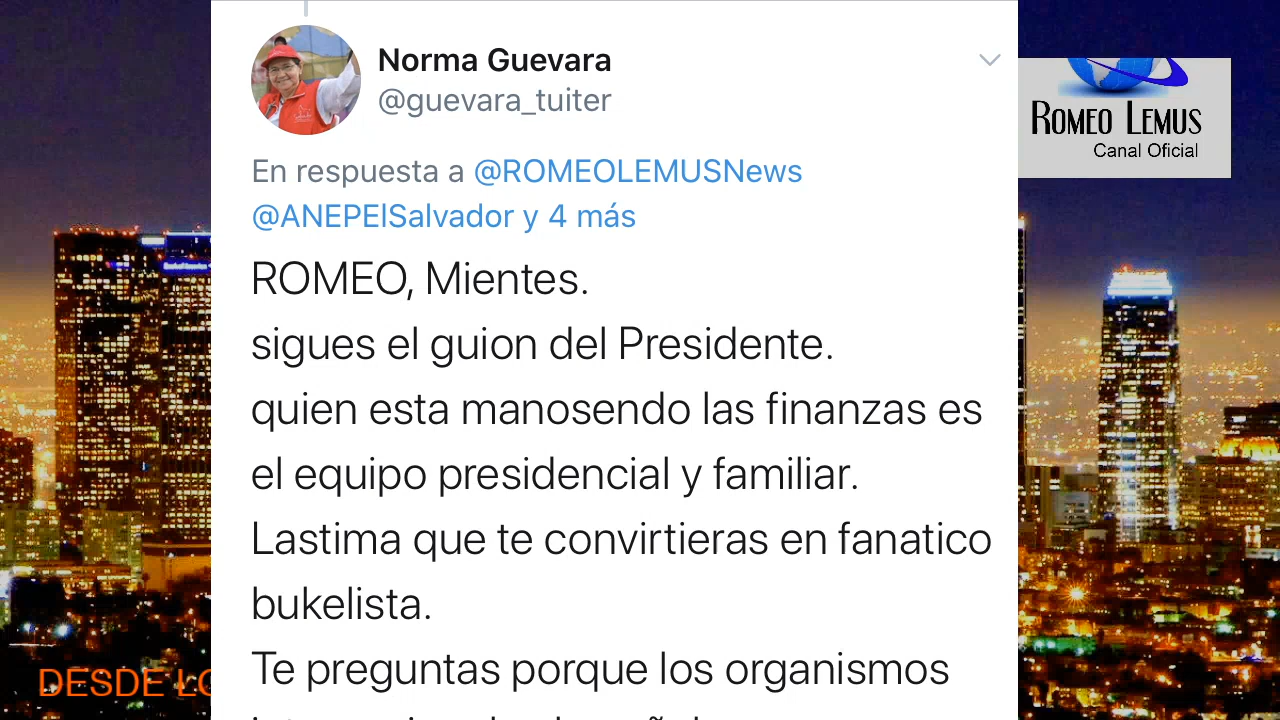 Norma Guevara
@guevara_tuiter
En respuesta a @ROMEOLEMUSNews
@ANEPElSalvador y 4 más
ROMEO, Mientes.
sigues el guion del Presidente.
quien esta manosendo las finanzas es
el equipo presidencial y familiar.
Lastima que te convirtieras en fanatico
bukelista.
Te preguntas porque los organismos
ROMEO LEMUS
Canal Oficial
DESDE LO